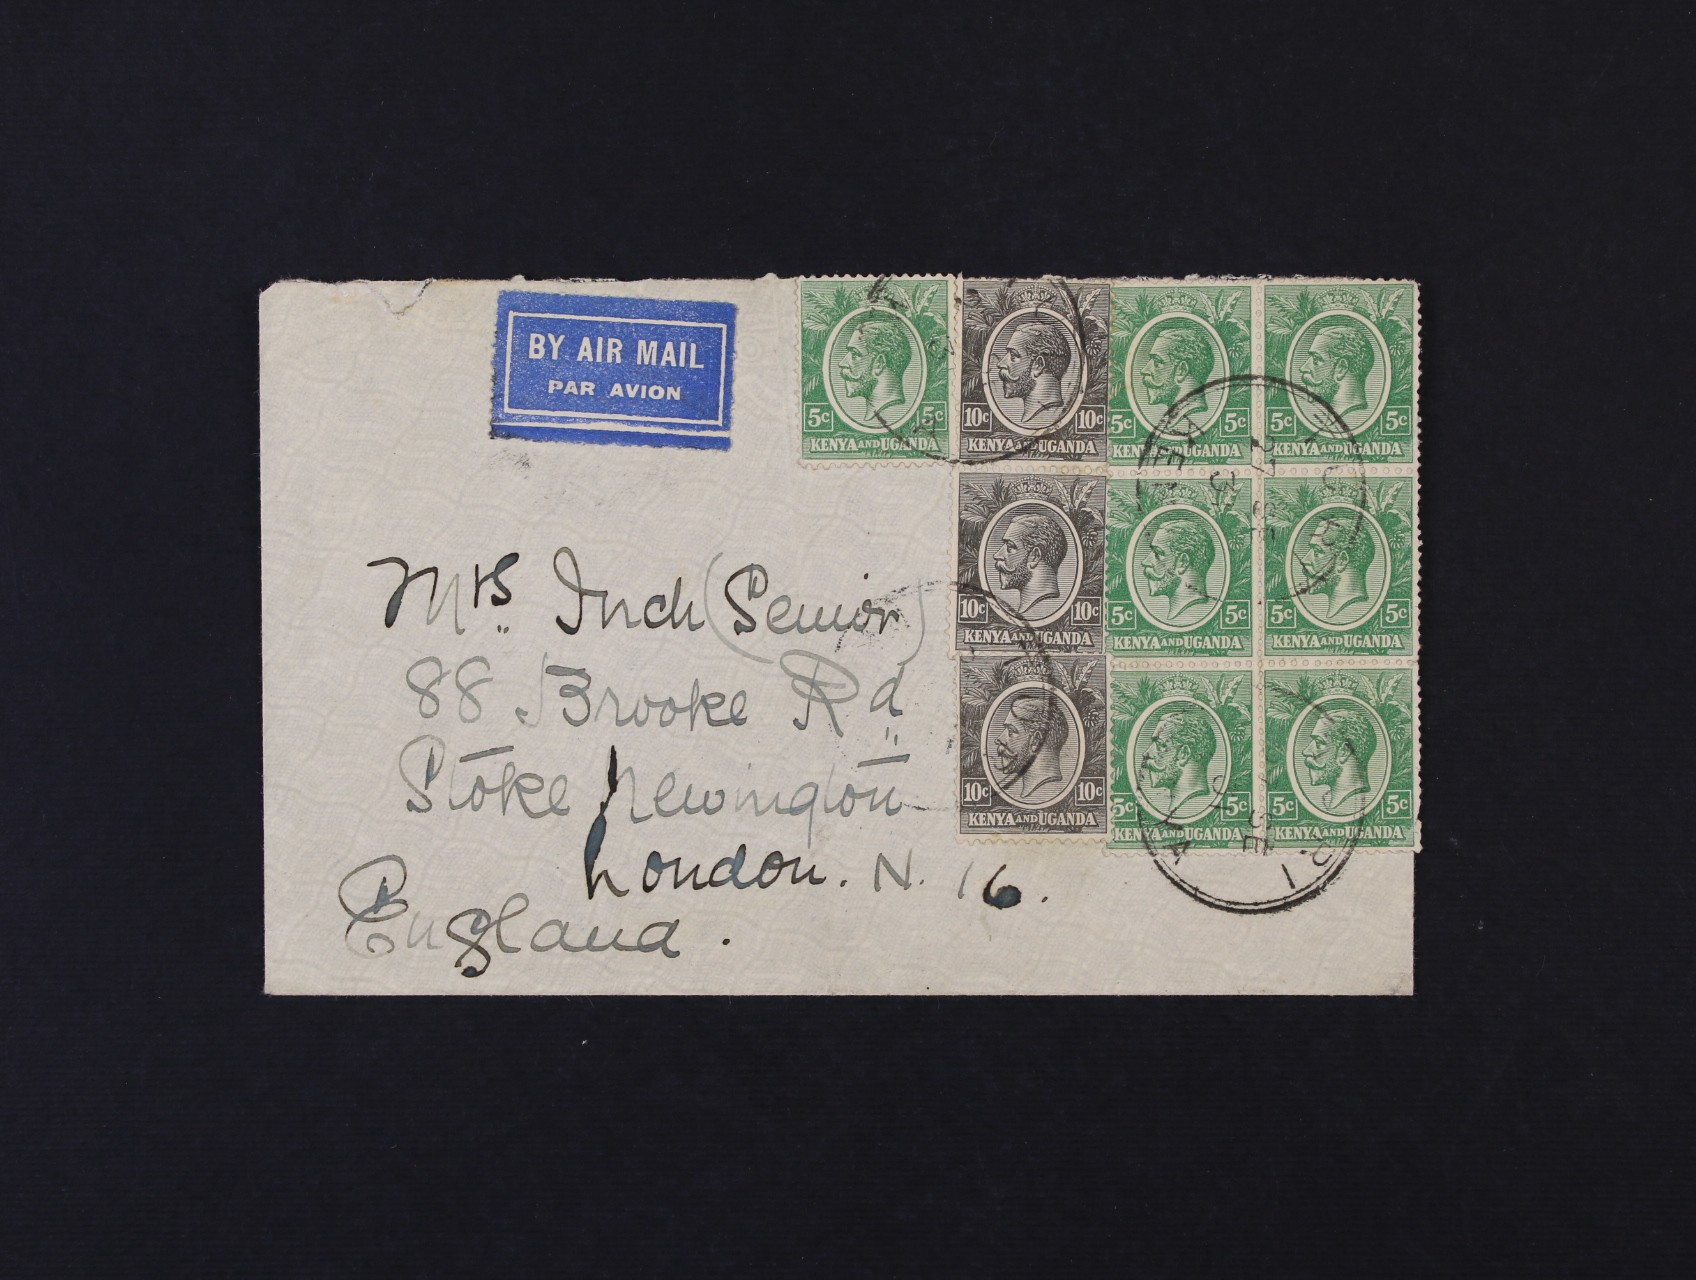 BY AIR MAIL
PAR AVION
5c 5c
KENYA AND UGANDA
10c 10c
KENYA AND UGANDA
5c 5c
KENYA AND UGANDA
5c 5c
KENYA AND UGANDA
10c 10c
KENYA AND UGANDA
5c 5c
KENYA AND UGANDA
5c 5c
KENYA AND UGANDA
10c 10c
KENYA AND UGANDA
5c 5c
KENYA AND UGANDA
5c 5c
KENYA AND UGANDA
Mrs. Inch (Senior)
88 Brooke Rd
Stoke Newington
London. N. 16.
England.